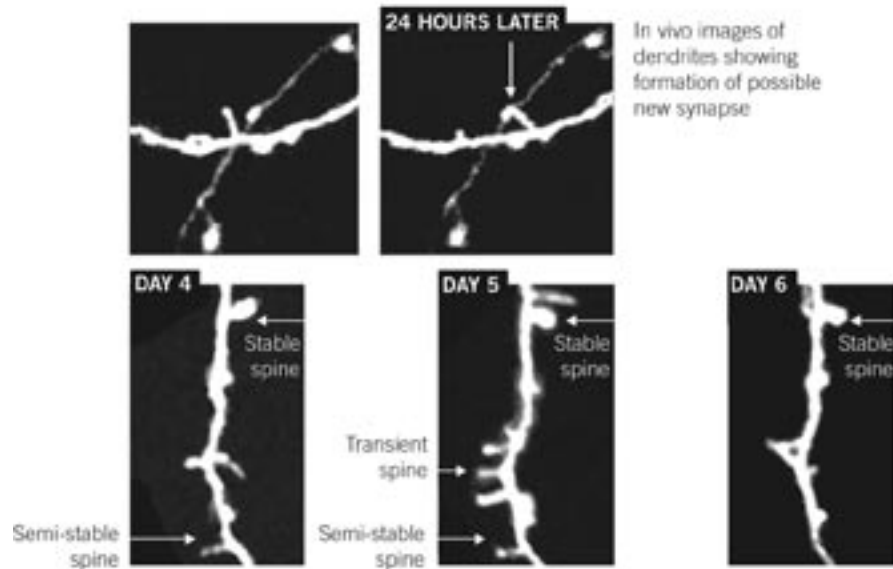 24 HOURS LATER
In vivo images of
dendrites showing
formation of possible
new synapse
DAY 4
Stable
spine
Semi-stable
spine
DAY 5
Stable
spine
Transient
spine
Semi-stable
spine
DAY 6
Stable
spine